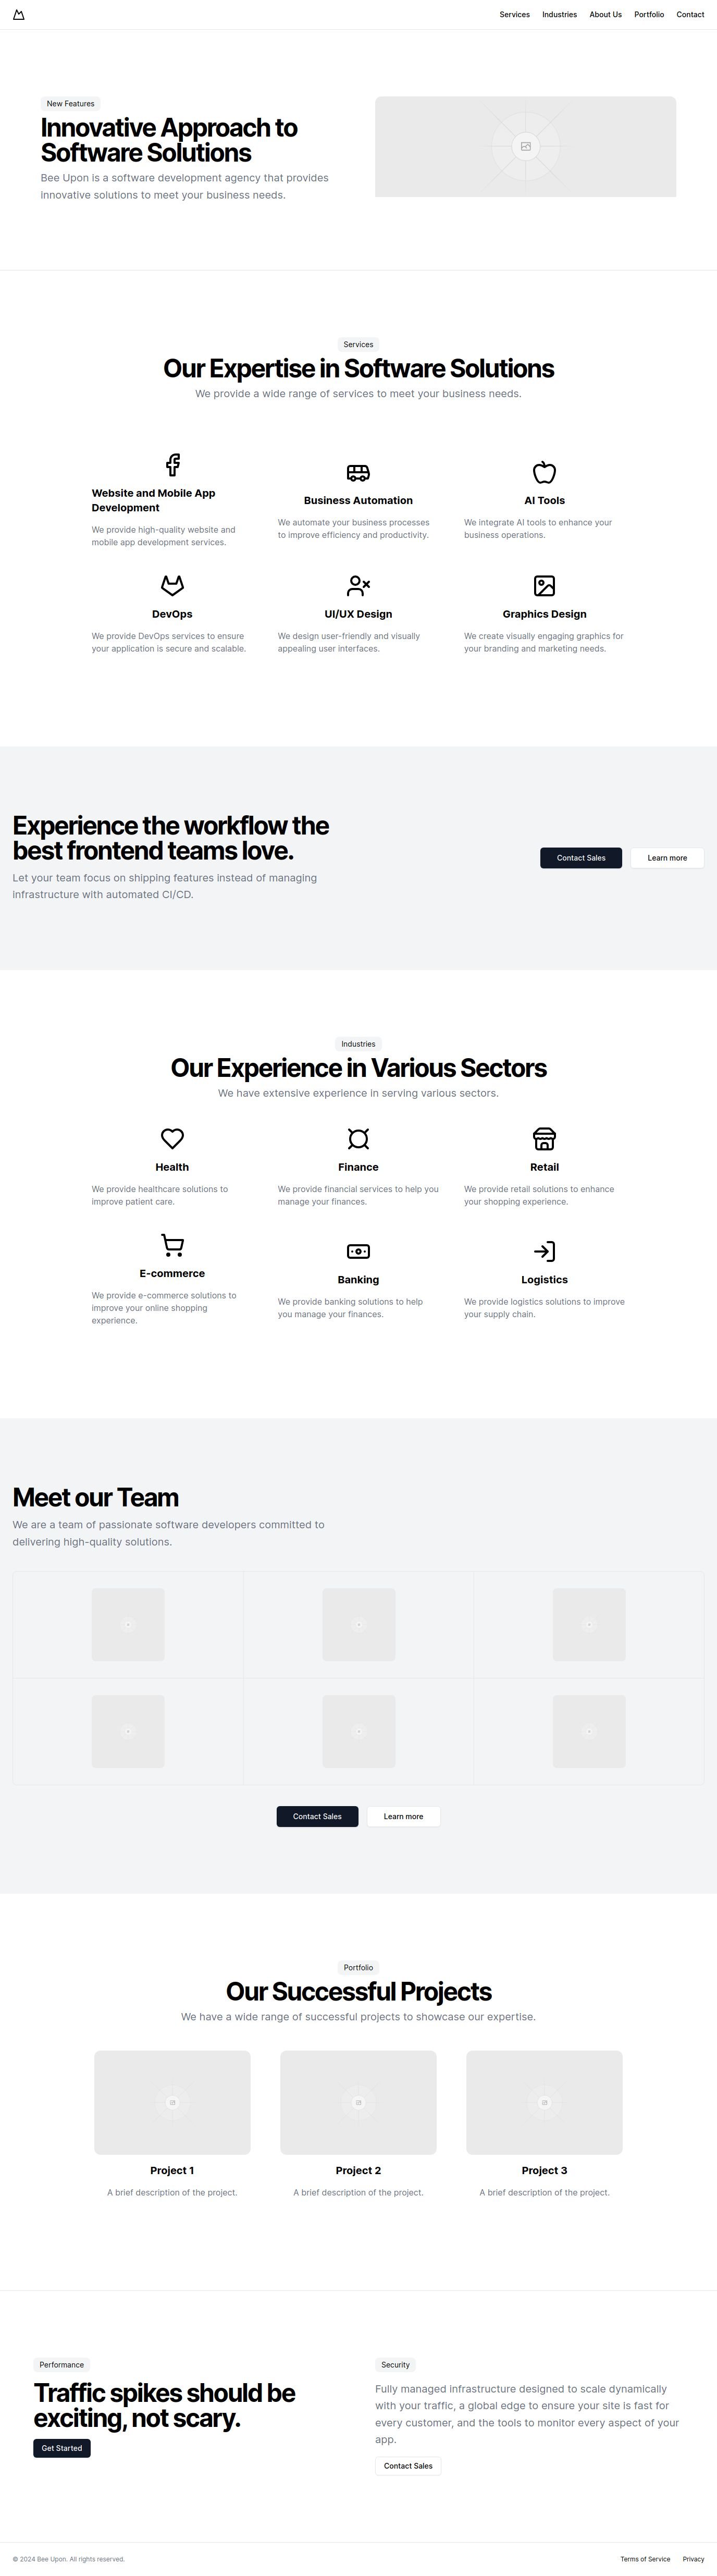 Services Industries About Us Portfolio Contact
New Features
Innovative Approach to
Software Solutions
Bee Upon is a software development agency that provides
innovative solutions to meet your business needs.
Services
Our Expertise in Software Solutions
We provide a wide range of services to meet your business needs.
Website and Mobile App
Development
We provide high-quality website and
mobile app development services.
Business Automation
We automate your business processes
to improve efficiency and productivity.
AI Tools
We integrate AI tools to enhance your
business operations.
DevOps
We provide DevOps services to ensure
your application is secure and scalable.
UI/UX Design
We design user-friendly and visually
appealing user interfaces.
Graphics Design
We create visually engaging graphics for
your branding and marketing needs.
Experience the workflow the
best frontend teams love.
Let your team focus on shipping features instead of managing
infrastructure with automated CI/CD.
Contact Sales
Learn more
Industries
Our Experience in Various Sectors
We have extensive experience in serving various sectors.
Health
We provide healthcare solutions to
improve patient care.
Finance
We provide financial services to help you
manage your finances.
Retail
We provide retail solutions to enhance
your shopping experience.
E-commerce
We provide e-commerce solutions to
improve your online shopping
experience.
Banking
We provide banking solutions to help
you manage your finances.
Logistics
We provide logistics solutions to improve
your supply chain.
Meet our Team
We are a team of passionate software developers committed to
delivering high-quality solutions.
Contact Sales
Learn more
Portfolio
Our Successful Projects
We have a wide range of successful projects to showcase our expertise.
Project 1
A brief description of the project.
Project 2
A brief description of the project.
Project 3
A brief description of the project.
Performance
Traffic spikes should be
exciting, not scary.
Get Started
Security
Fully managed infrastructure designed to scale dynamically
with your traffic, a global edge to ensure your site is fast for
every customer, and the tools to monitor every aspect of your
app.
Contact Sales
© 2024 Bee Upon. All rights reserved.
Terms of Service Privacy